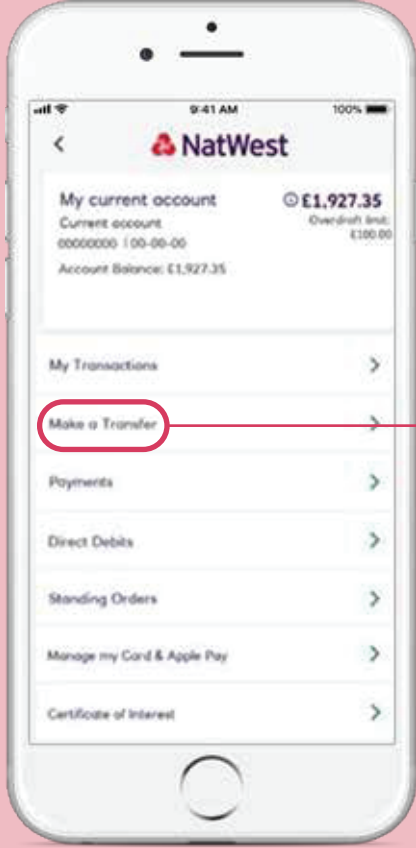 9:41 AM 100%
NatWest
My current account £1,927.35
Current account Overdraft limit:
00000000 | 00-00-00 £100.00
Account Balance: £1,927.35
My Transactions
Make a Transfer
Payments
Direct Debits
Standing Orders
Manage my Card & Apple Pay
Certificate of Interest